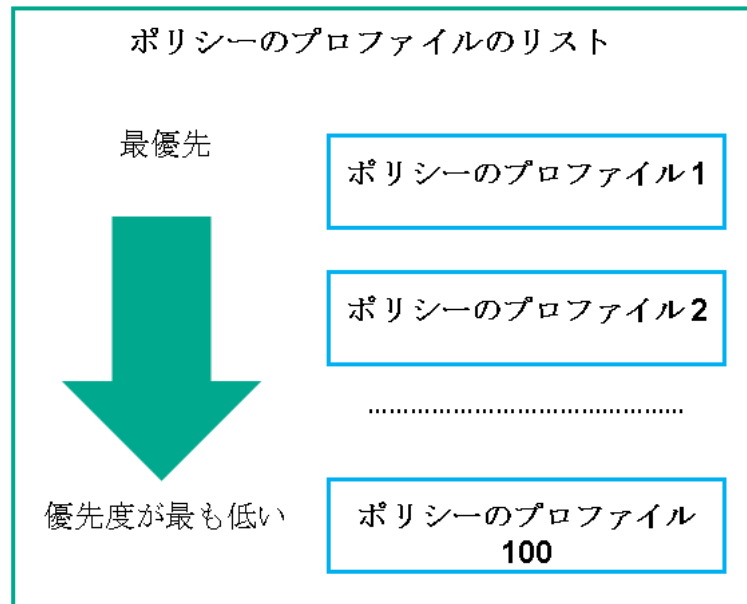 ポリシーのプロファイルのリスト
最優先
ポリシーのプロファイル1
ポリシーのプロファイル2
..........................................
優先度が最も低い
ポリシーのプロファイル
100